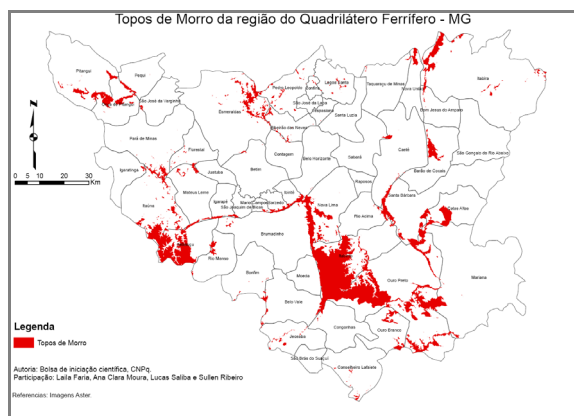 Topos de Morro da região do Quadrilátero Ferrífero - MG
Pitangui
Pequi
São José da Varginha
Pará de Minas
Esmeraldas
Pedro Leopoldo
Lagoa Santa
São José da Lapa
Vespasiano
Santa Luzia
Taquaraçu de Minas
Nova União
Itabira
Bom Jesus do Amparo
São Gonçalo do Rio Abaixo
Ribeirão das Neves
Contagem
Belo Horizonte
Sabará
Caeté
Barão de Cocais
Florestal
Igaratinga
Juatuba
Betim
Mateus Leme
Itaúna
Igarapé
São Joaquim de Bicas
Mário Campos
Sarzedo
Ibirité
Raposos
Nova Lima
Rio Acima
Santa Bárbara
Catas Altas
Brumadinho
Rio Manso
Bonfim
Moeda
Belo Vale
Ouro Preto
Mariana
Congonhas
Ouro Branco
Jeceaba
São Brás do Suaçuí
Conselheiro Lafaiete
N
0 5 10 20 30
Km
Legenda
Topos de Morro
Autoria: Bolsa de iniciação científica, CNPq.
Participação: Laila Faria, Ana Clara Moura, Lucas Saliba e Sullen Ribeiro
Referencias: Imagens Aster.